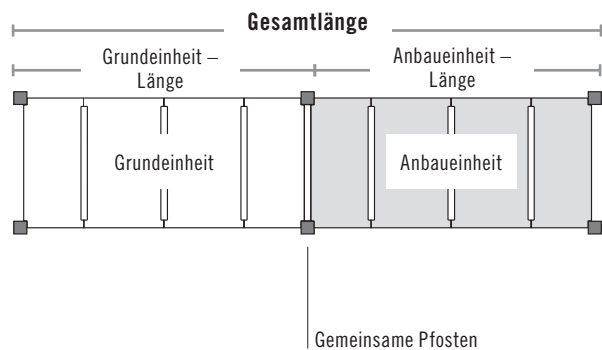 Gesamtlänge
Grundeinheit –
Länge
Anbaueinheit –
Länge
Grundeinheit
Anbaueinheit
Gemeinsame Pfosten